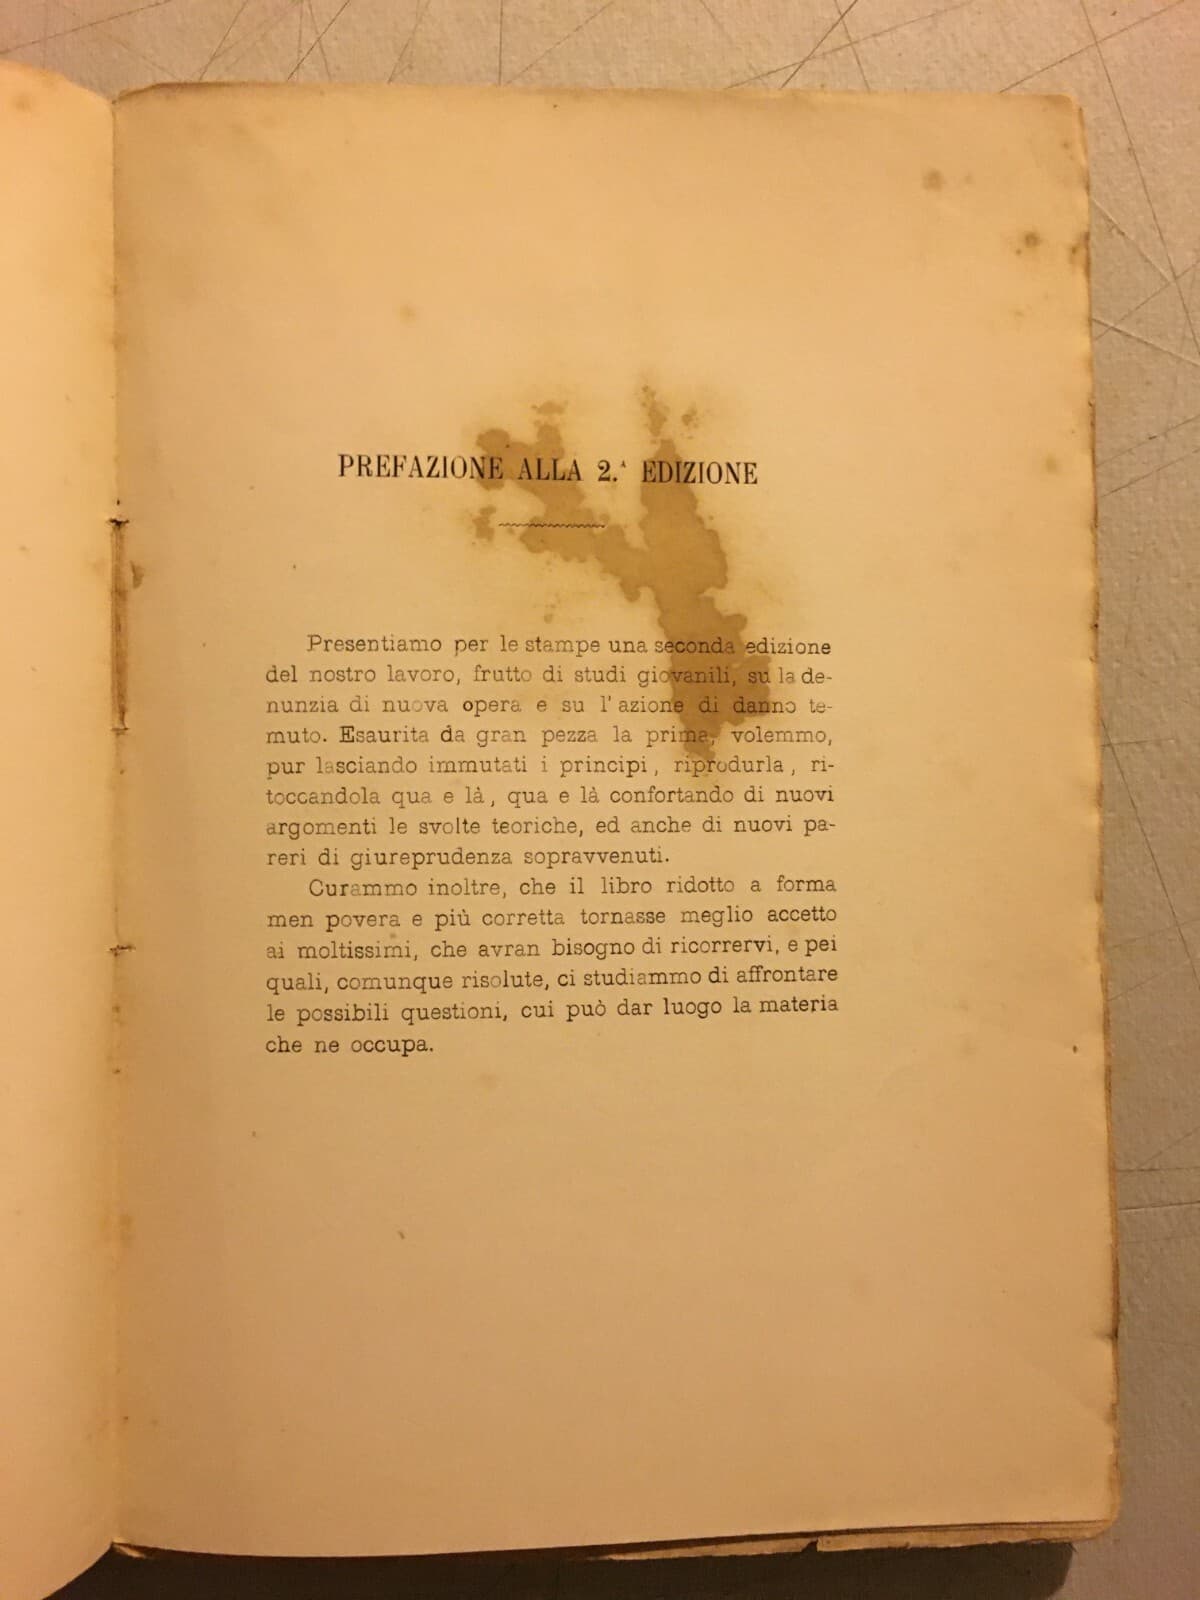 PREFAZIONE ALLA 2.ᴬ EDIZIONE
Presentiamo per le stampe una seconda edizione
del nostro lavoro, frutto di studi giovanili, su la de-
nunzia di nuova opera e su l'azione di danno te-
muto. Esaurita da gran pezza la prima, volemmo,
pur lasciando immutati i principi, riprodurla, ri-
toccandola qua e là, qua e là confortando di nuovi
argomenti le svolte teoriche, ed anche di nuovi pa-
reri di giureprudenza sopravvenuti.
Curammo inoltre, che il libro ridotto a forma
men povera e più corretta tornasse meglio accetto
ai moltissimi, che avran bisogno di ricorrervi, e pei
quali, comunque risolute, ci studiammo di affrontare
le possibili questioni, cui può dar luogo la materia
che ne occupa.